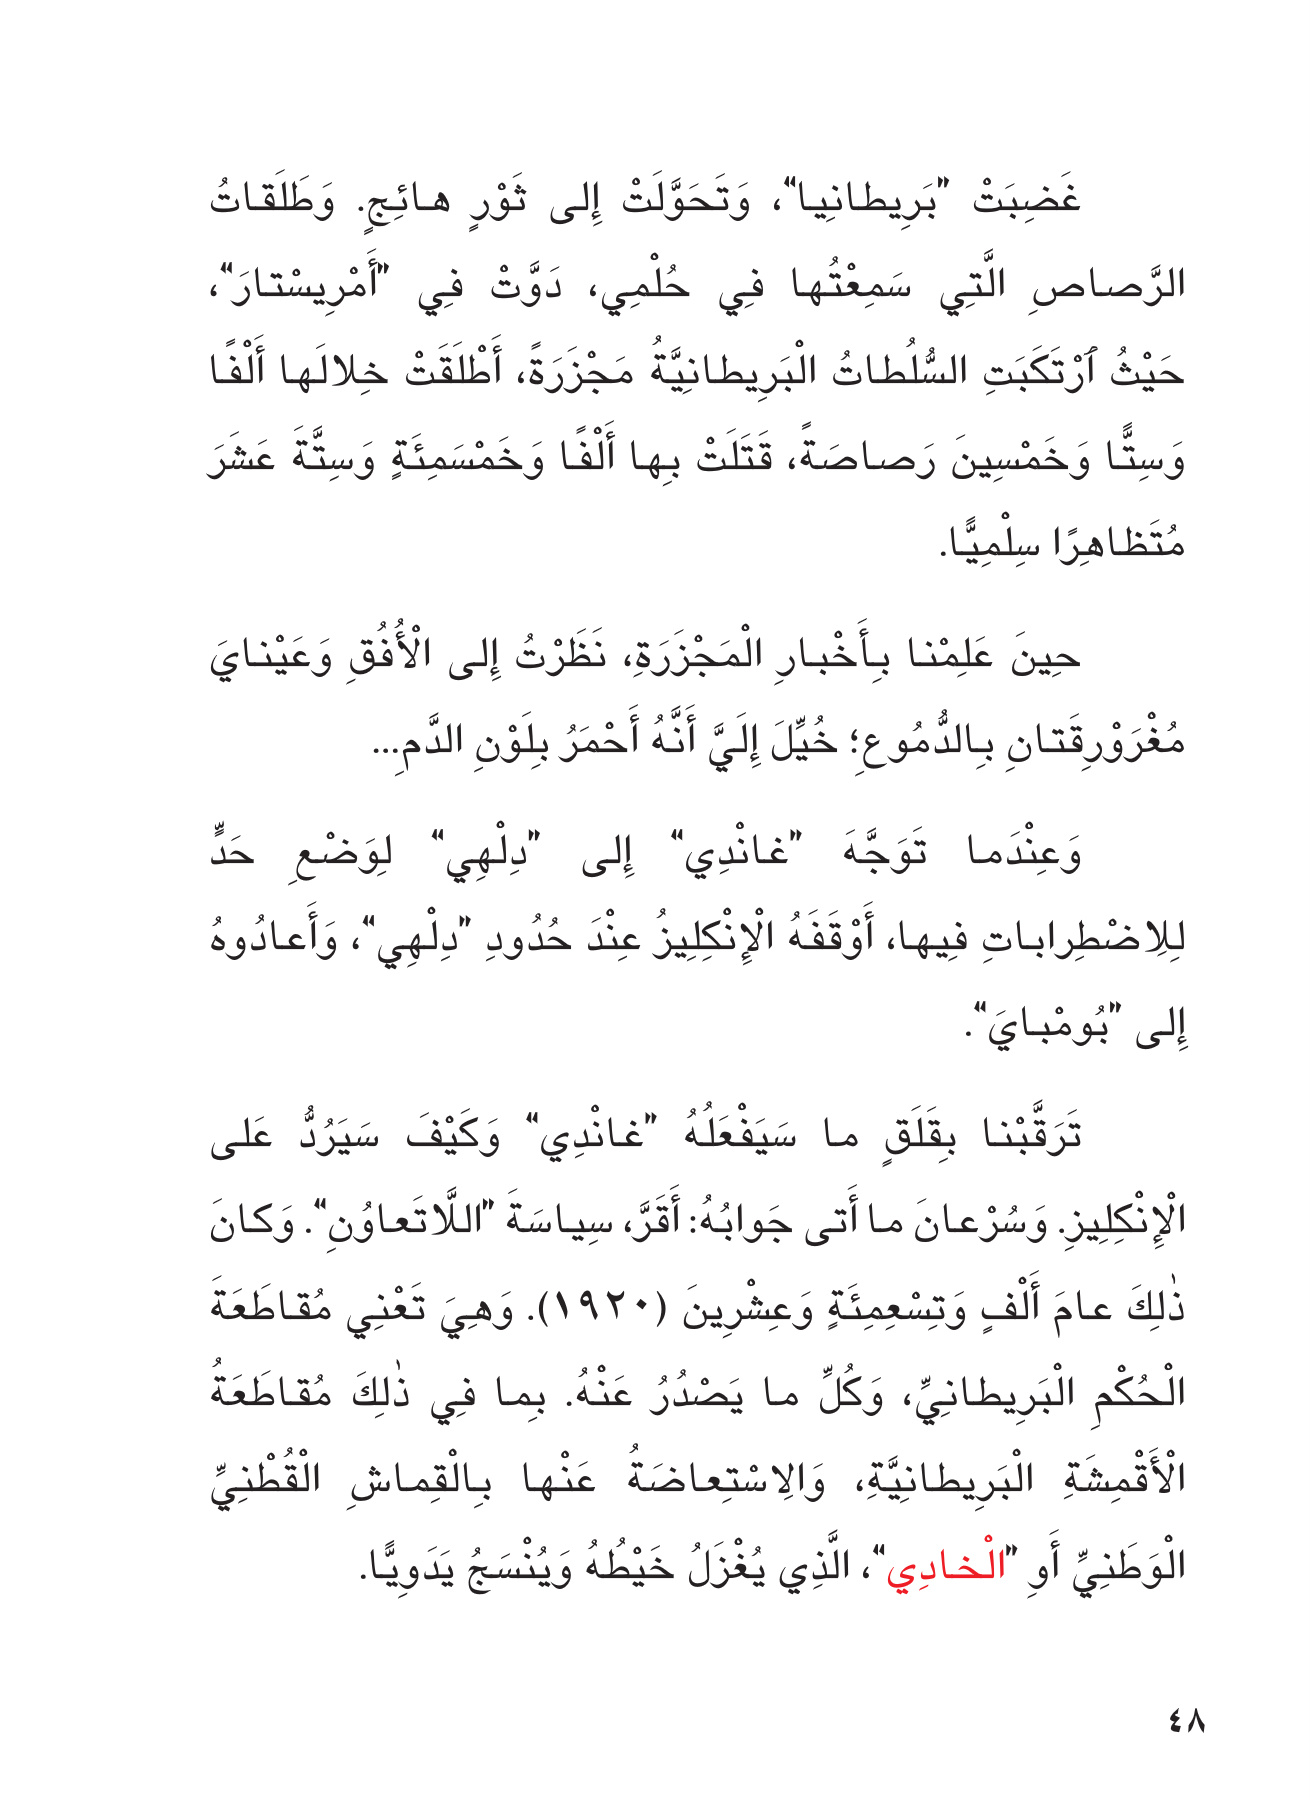 غَضِبَتْ "بَرِيطانِيا"، وَتَحَوَّلَتْ إِلى ثَوْرٍ هائِجٍ. وَطَلَقاتُ
الرَّصاصِ الَّتِي سَمِعْتُها فِي حُلْمِي، دَوَّتْ فِي "أَمْرِيسْتارَ"،
حَيْثُ ٱرْتَكَبَتِ السُّلُطاتُ الْبَرِيطانِيَّةُ مَجْزَرَةً، أَطْلَقَتْ خِلالَها أَلْفًا
وَسِتًّا وَخَمْسِينَ رَصاصَةً، قَتَلَتْ بِها أَلْفًا وَخَمْسَمِئَةٍ وَسِتَّةَ عَشَرَ
مُتَظاهِرًا سِلْمِيًّا.
حِينَ عَلِمْنا بِأَخْبارِ الْمَجْزَرَةِ، نَظَرْتُ إِلى الْأُفُقِ وَعَيْنايَ
مُغْرَوْرِقَتانِ بِالدُّمُوعِ؛ خُيِّلَ إِلَيَّ أَنَّهُ أَحْمَرُ بِلَوْنِ الدَّمِ...
وَعِنْدَما تَوَجَّهَ "غانْدِي" إِلى "دِلْهِي" لِوَضْعِ حَدٍّ
لِلِاضْطِراباتِ فِيها، أَوْقَفَهُ الْإِنْكِلِيزُ عِنْدَ حُدُودِ "دِلْهِي"، وَأَعادُوهُ
إِلى "بُومْبايَ".
تَرَقَّبْنا بِقَلَقٍ ما سَيَفْعَلُهُ "غانْدِي" وَكَيْفَ سَيَرُدُّ عَلى
الْإِنْكِلِيزِ. وَسُرْعانَ ما أَتى جَوابُهُ: أَقَرَّ، سِياسَةَ "اللَّاتَعاوُنِ". وَكانَ
ذٰلِكَ عامَ أَلْفٍ وَتِسْعِمِئَةٍ وَعِشْرِينَ (١٩٢٠). وَهِيَ تَعْنِي مُقاطَعَةَ
الْحُكْمِ الْبَرِيطانِيِّ، وَكُلِّ ما يَصْدُرُ عَنْهُ. بِما فِي ذٰلِكَ مُقاطَعَةُ
الْأَقْمِشَةِ الْبَرِيطانِيَّةِ، وَالِاسْتِعاضَةُ عَنْها بِالْقِماشِ الْقُطْنِيِّ
الْوَطَنِيِّ أَوِ "الْخادِي"، الَّذِي يُغْزَلُ خَيْطُهُ وَيُنْسَجُ يَدَوِيًّا.
٤٨